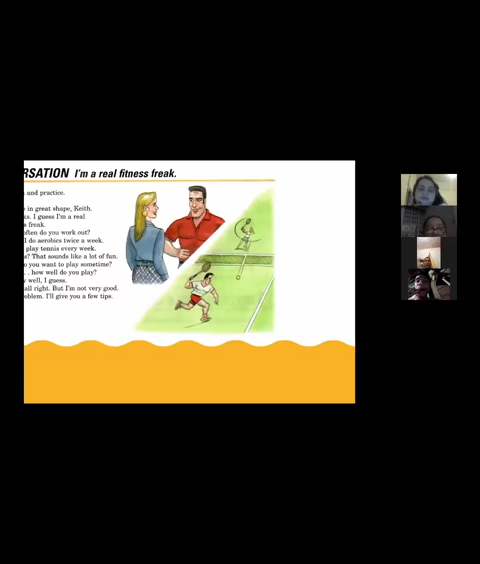 RSATION I'm a real fitness freak.
and practice.
in great shape, Keith.
I guess I'm a real
freak.
often do you work out?
I do aerobics twice a week.
play tennis every week.
That sounds like a lot of fun.
you want to play sometime?
. . how well do you play?
well, I guess.
all right. But I'm not very good.
oblem. I'll give you a few tips.